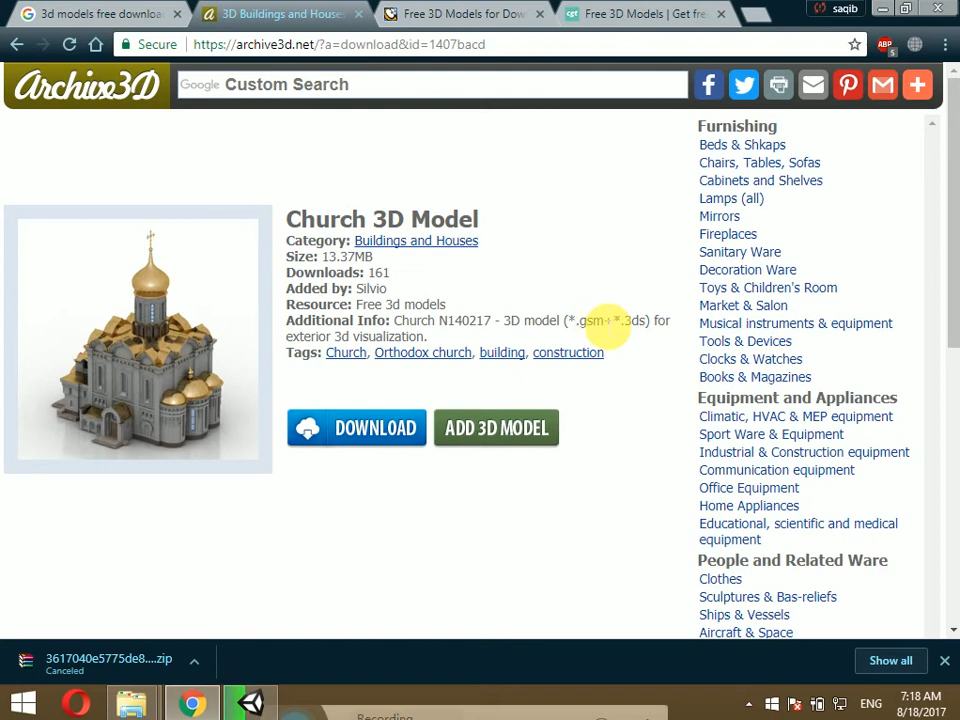 3d models free downloa
3D Buildings and Houses
Free 3D Models for Dow
Free 3D Models | Get fre
saqib
Secure
https://archive3d.net/?a=download&id=1407bacd
ABP
5
Archive3D
Google Custom Search
Church 3D Model
Category: Buildings and Houses
Size: 13.37MB
Downloads: 161
Added by: Silvio
Resource: Free 3d models
Additional Info: Church N140217 - 3D model (*.gsm+*.3ds) for
exterior 3d visualization.
Tags: Church, Orthodox church, building, construction
DOWNLOAD
ADD 3D MODEL
Furnishing
Beds & Shkaps
Chairs, Tables, Sofas
Cabinets and Shelves
Lamps (all)
Mirrors
Fireplaces
Sanitary Ware
Decoration Ware
Toys & Children's Room
Market & Salon
Musical instruments & equipment
Tools & Devices
Clocks & Watches
Books & Magazines
Equipment and Appliances
Climatic, HVAC & MEP equipment
Sport Ware & Equipment
Industrial & Construction equipment
Communication equipment
Office Equipment
Home Appliances
Educational, scientific and medical
equipment
People and Related Ware
Clothes
Sculptures & Bas-reliefs
Ships & Vessels
Aircraft & Space
3617040e5775de8....zip
Canceled
Show all
Recording
ENG
7:18 AM
8/18/2017